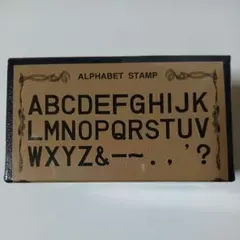 ALPHABET STAMP
ABCDEFGHIJK
LMNOPQRSTUV
WXYZ&—~.,'?